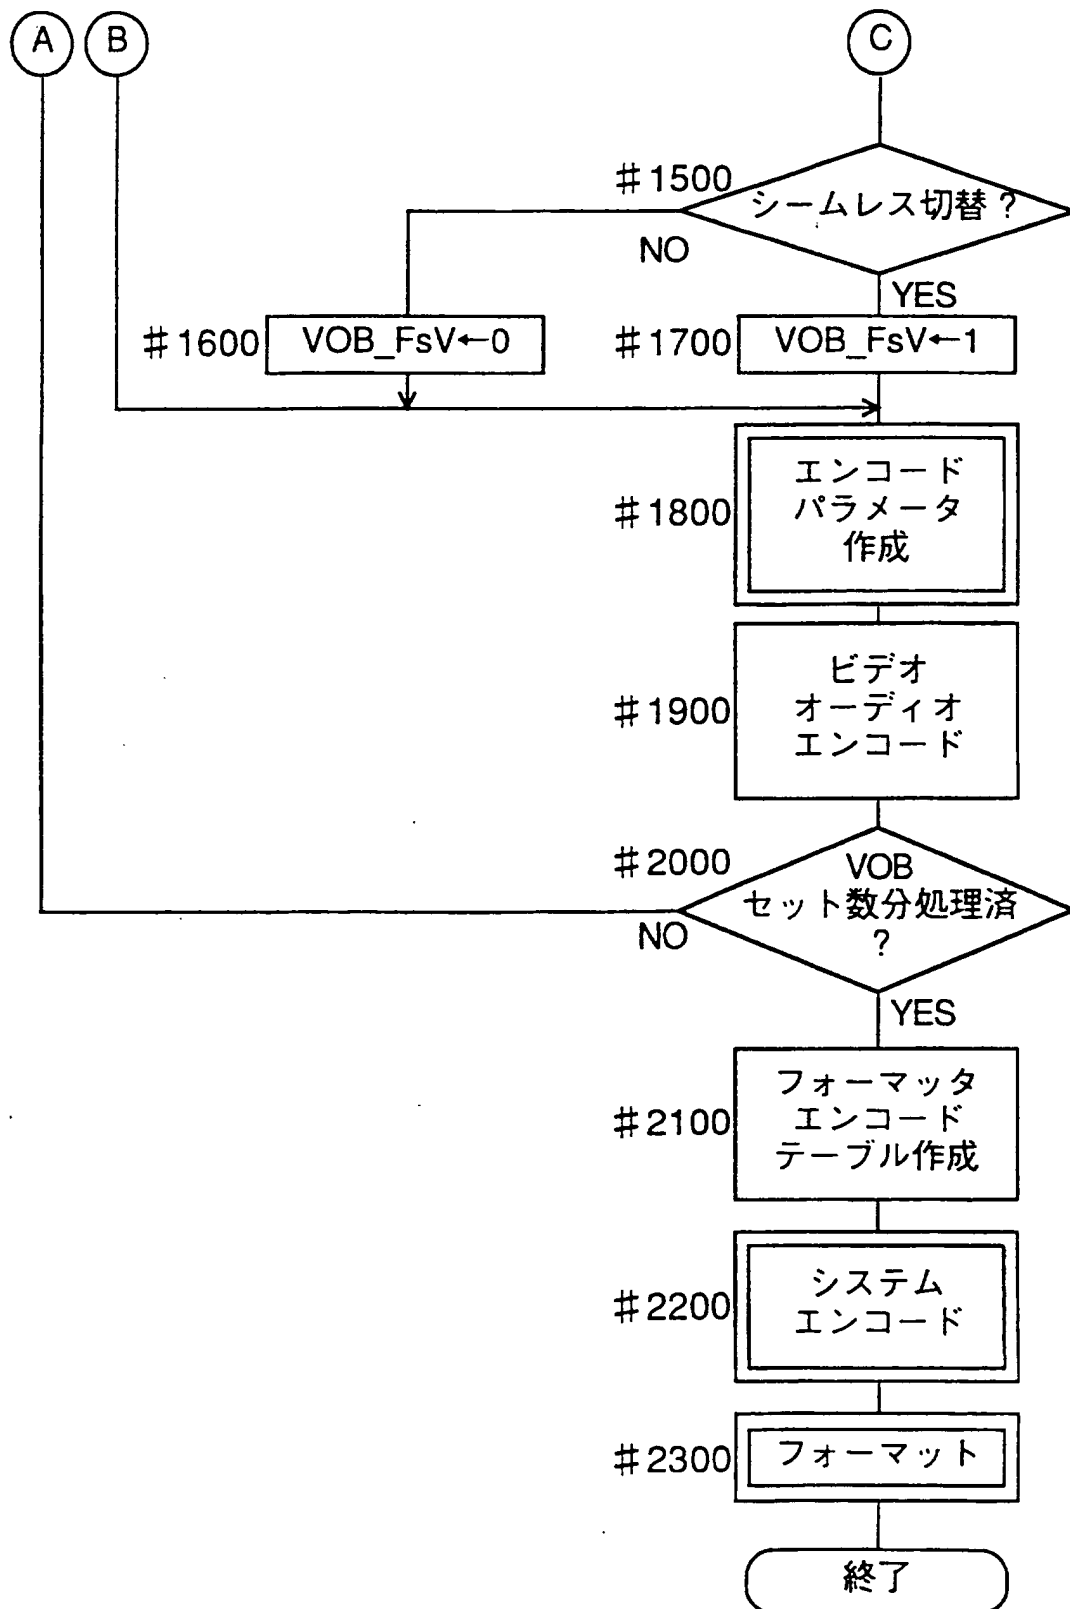 A B C
#1500
シームレス切替?
NO
YES
#1600
VOB_FsV←0
#1700
VOB_FsV←1
#1800
エンコード
パラメータ
作成
#1900
ビデオ
オーディオ
エンコード
#2000
VOB
セット数分処理済
?
NO
YES
#2100
フォーマッタ
エンコード
テーブル作成
#2200
システム
エンコード
#2300
フォーマット
終了